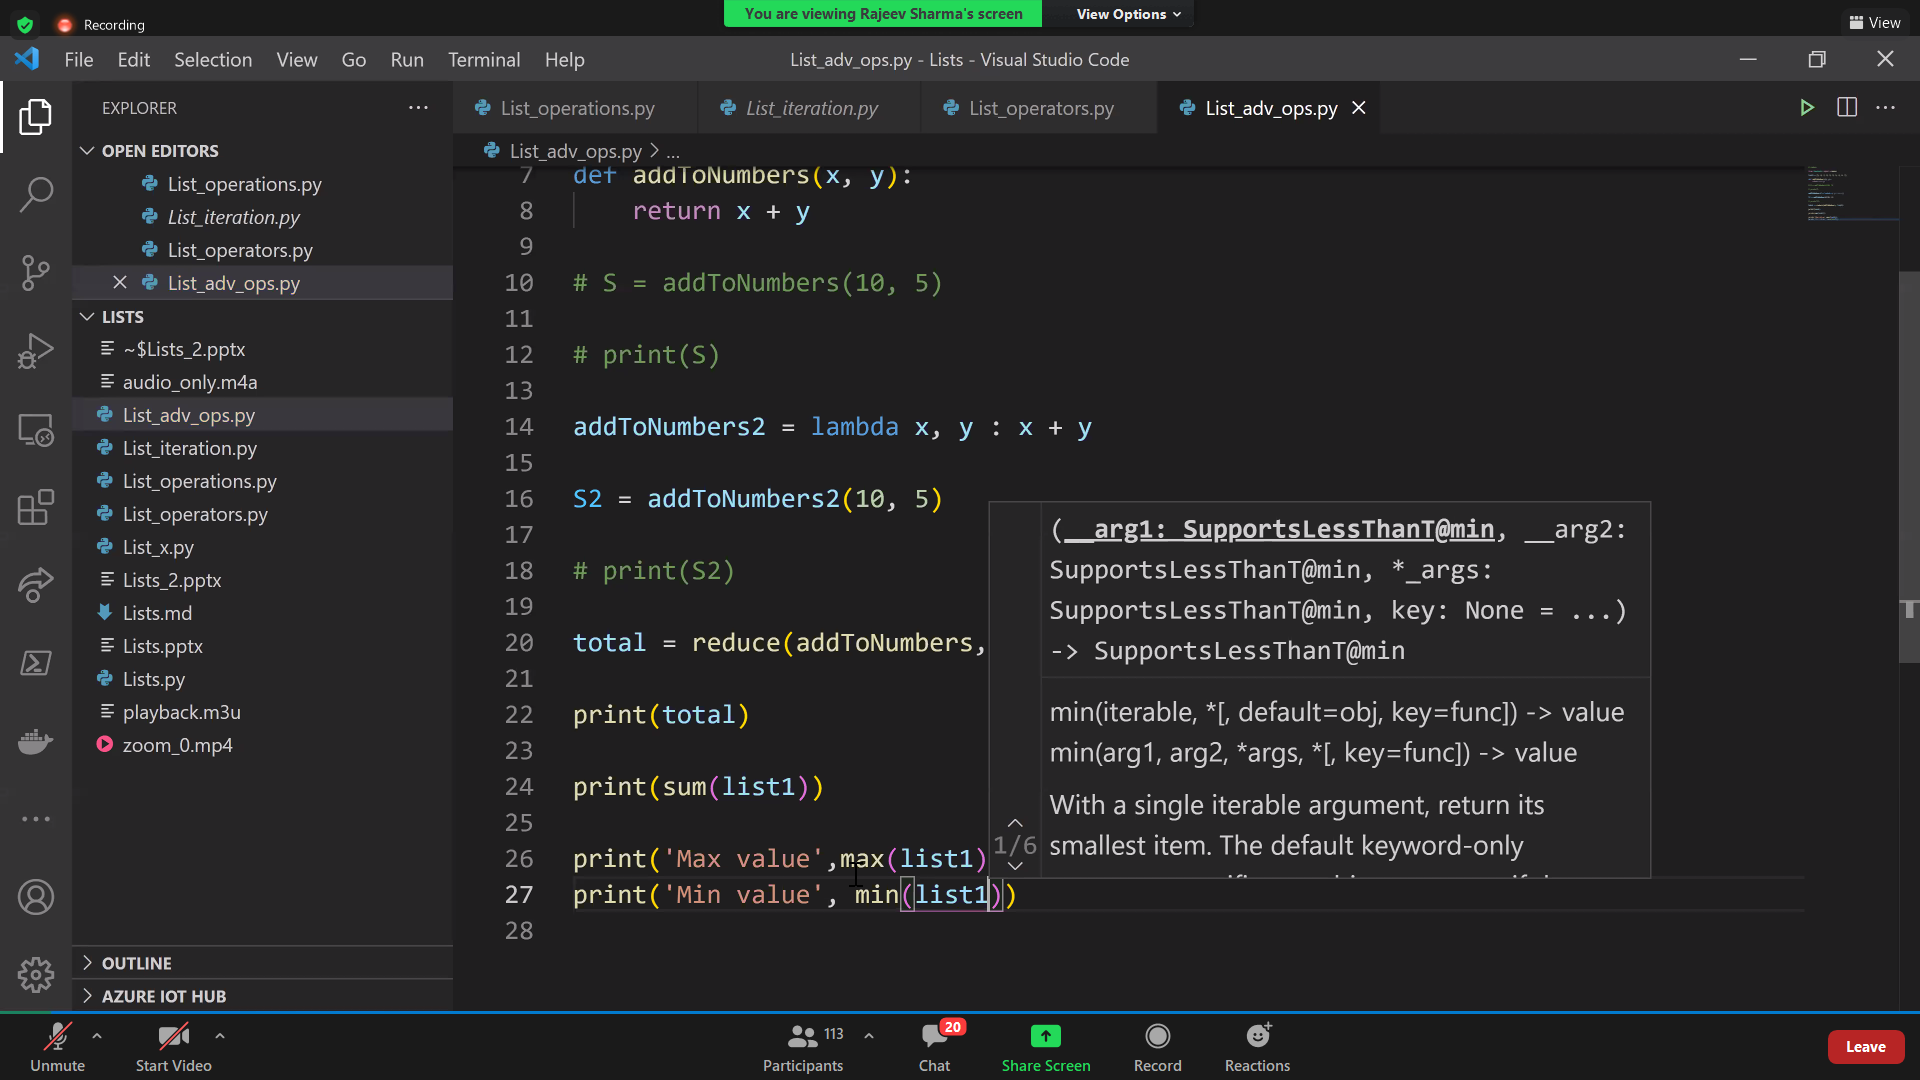 Recording
You are viewing Rajeev Sharma's screen
View Options
View
File Edit Selection View Go Run Terminal Help
List_adv_ops.py - Lists - Visual Studio Code
EXPLORER
OPEN EDITORS
List_operations.py
List_iteration.py
List_operators.py
List_adv_ops.py
LISTS
~$Lists_2.pptx
audio_only.m4a
List_adv_ops.py
List_iteration.py
List_operations.py
List_operators.py
List_x.py
Lists_2.pptx
Lists.md
Lists.pptx
Lists.py
playback.m3u
zoom_0.mp4
OUTLINE
AZURE IOT HUB
List_operations.py List_iteration.py List_operators.py List_adv_ops.py
List_adv_ops.py > ...
7 def addToNumbers(x, y):
8 return x + y
9
10 # S = addToNumbers(10, 5)
11
12 # print(S)
13
14 addToNumbers2 = lambda x, y : x + y
15
16 S2 = addToNumbers2(10, 5)
17
18 # print(S2)
19
20 total = reduce(addToNumbers,
21
22 print(total)
23
24 print(sum(list1))
25
26 print('Max value',max(list1)
27 print('Min value', min(list1))
28
(__arg1: SupportsLessThanT@min, __arg2:
SupportsLessThanT@min, *_args:
SupportsLessThanT@min, key: None = ...)
-> SupportsLessThanT@min
min(iterable, *[, default=obj, key=func]) -> value
min(arg1, arg2, *args, *[, key=func]) -> value
With a single iterable argument, return its
1/6
smallest item. The default keyword-only
Unmute
Start Video
113
Participants
20
Chat
Share Screen
Record
Reactions
Leave